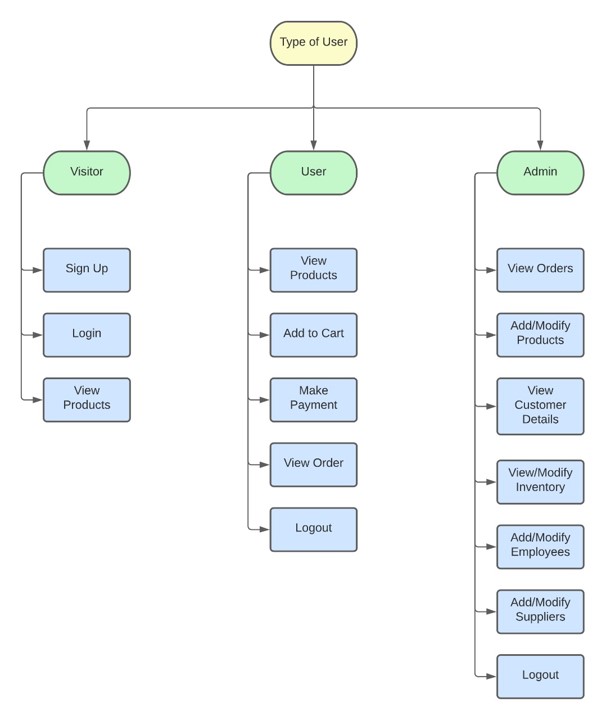 Type of User
Visitor
User
Admin
Sign Up
Login
View
Products
View
Products
Add to Cart
Make
Payment
View Order
Logout
View Orders
Add/Modify
Products
View
Customer
Details
View/Modify
Inventory
Add/Modify
Employees
Add/Modify
Suppliers
Logout